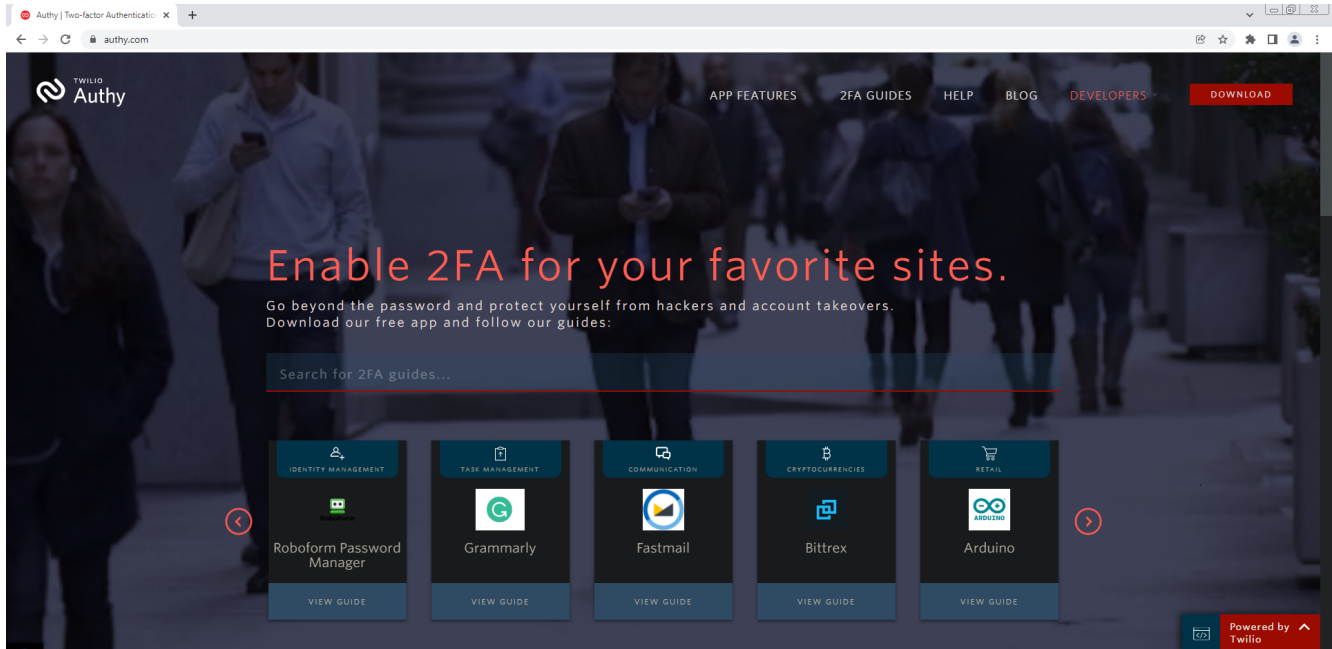 Authy | Two-factor Authenticatio
authy.com
TWILIO
Authy
APP FEATURES
2FA GUIDES
HELP
BLOG
DEVELOPERS
DOWNLOAD
Enable 2FA for your favorite sites.
Go beyond the password and protect yourself from hackers and account takeovers.
Download our free app and follow our guides:
Search for 2FA guides...
IDENTITY MANAGEMENT
Roboform Password
Manager
VIEW GUIDE
TASK MANAGEMENT
Grammarly
VIEW GUIDE
COMMUNICATION
Fastmail
VIEW GUIDE
CRYPTOCURRENCIES
Bittrex
VIEW GUIDE
RETAIL
ARDUINO
Arduino
VIEW GUIDE
Powered by
Twilio